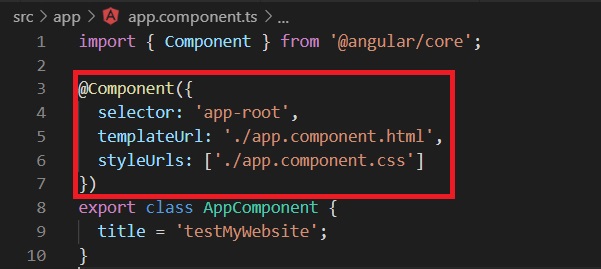 src > app > app.component.ts > ...
1 import { Component } from '@angular/core';
2
3 @Component({
4   selector: 'app-root',
5   templateUrl: './app.component.html',
6   styleUrls: ['./app.component.css']
7 })
8 export class AppComponent {
9   title = 'testMyWebsite';
10 }